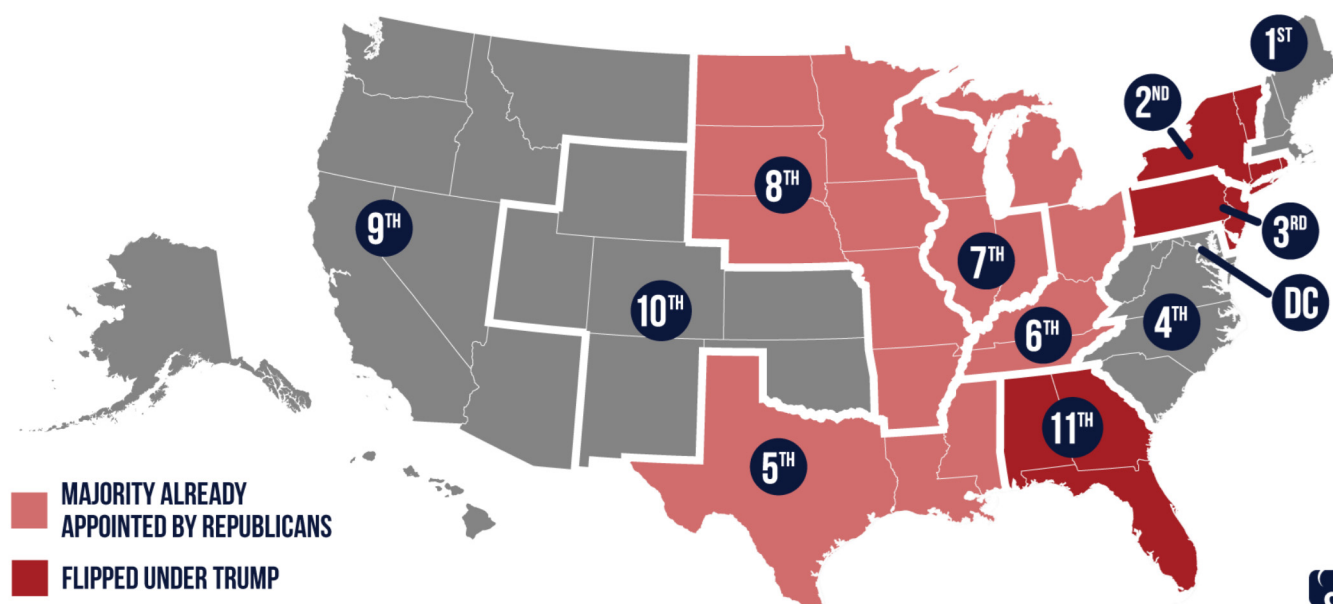 1ST
2ND
8TH
9TH
3RD
7TH
DC
10TH
6TH
4TH
11TH
5TH
MAJORITY ALREADY
APPOINTED BY REPUBLICANS
FLIPPED UNDER TRUMP